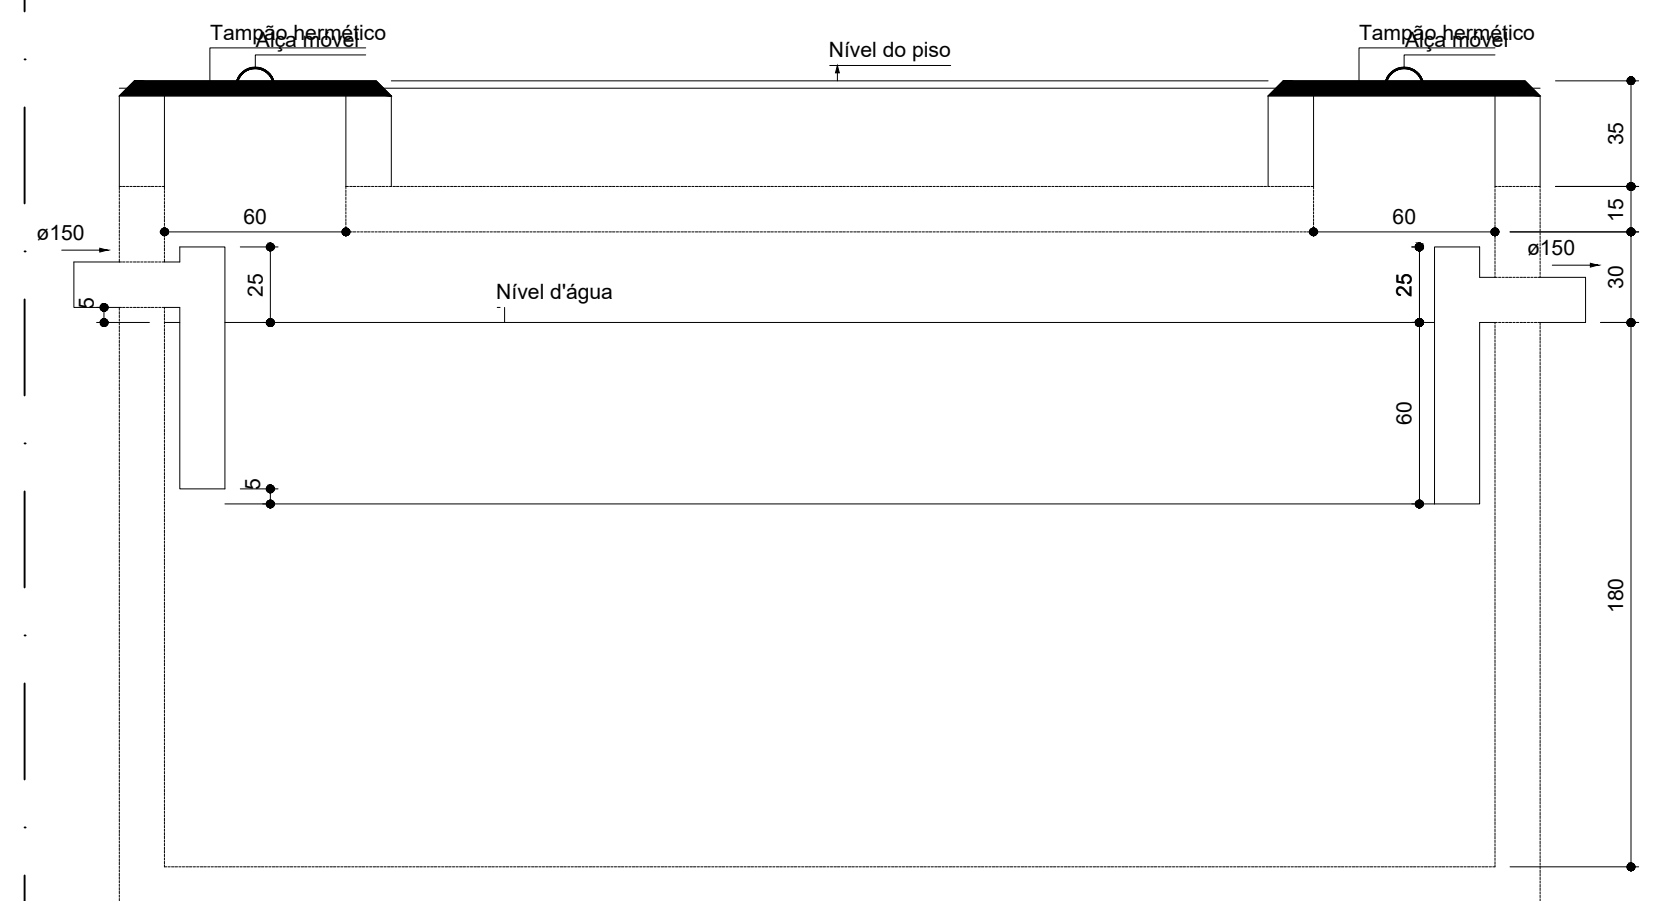 Tampão hermético
Alça móvel
Nível do piso
Tampão hermético
Alça móvel
35
60
60
15
ø150
ø150
25
25
30
5
Nível d'água
60
5
180